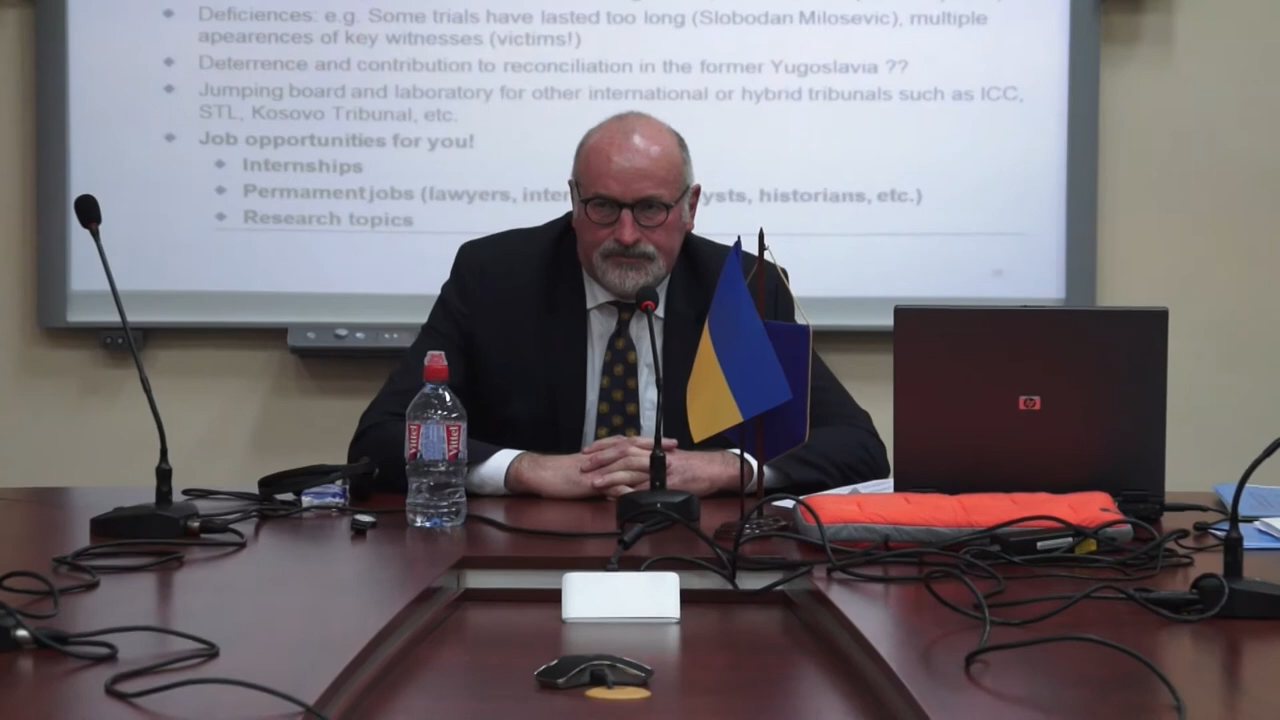 Deficiences: e.g. Some trials have lasted too long (Slobodan Milosevic), multiple
apearences of key witnesses (victims!)
Deterrence and contribution to reconciliation in the former Yugoslavia ??
Jumping board and laboratory for other international or hybrid tribunals such as ICC,
STL, Kosovo Tribunal, etc.
Job opportunities for you!
Internships
Permament jobs (lawyers, inter ysts, historians, etc.)
Research topics
Vittel
Vittel
hp